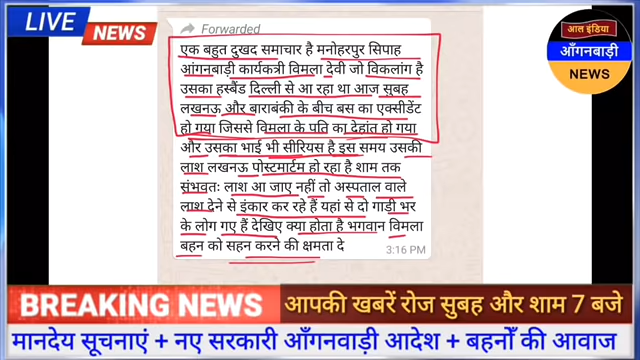 LIVE
NEWS
Forwarded
एक बहुत दुखद समाचार है मनोहरपुर सिपाह
आंगनबाड़ी कार्यकत्री विमला देवी जो विकलांग है
उसका हस्बैंड दिल्ली से आ रहा था आज सुबह
लखनऊ और बाराबंकी के बीच बस का एक्सीडेंट
हो गया जिससे विमला के पति का देहांत हो गया
और उसका भाई भी सीरियस है इस समय उसकी
लाश लखनऊ पोस्टमार्टम हो रहा है शाम तक
संभवतः लाश आ जाए नहीं तो अस्पताल वाले
लाश देने से इंकार कर रहे हैं यहां से दो गाड़ी भर
के लोग गए हैं देखिए क्या होता है भगवान विमला
बहन को सहन करने की क्षमता दे
3:16 PM
आल इंडिया
आँगनबाड़ी
NEWS
BREAKING NEWS
आपकी खबरें रोज सुबह और शाम 7 बजे
मानदेय सूचनाएं + नए सरकारी आँगनवाड़ी आदेश + बहनोँ की आवाज